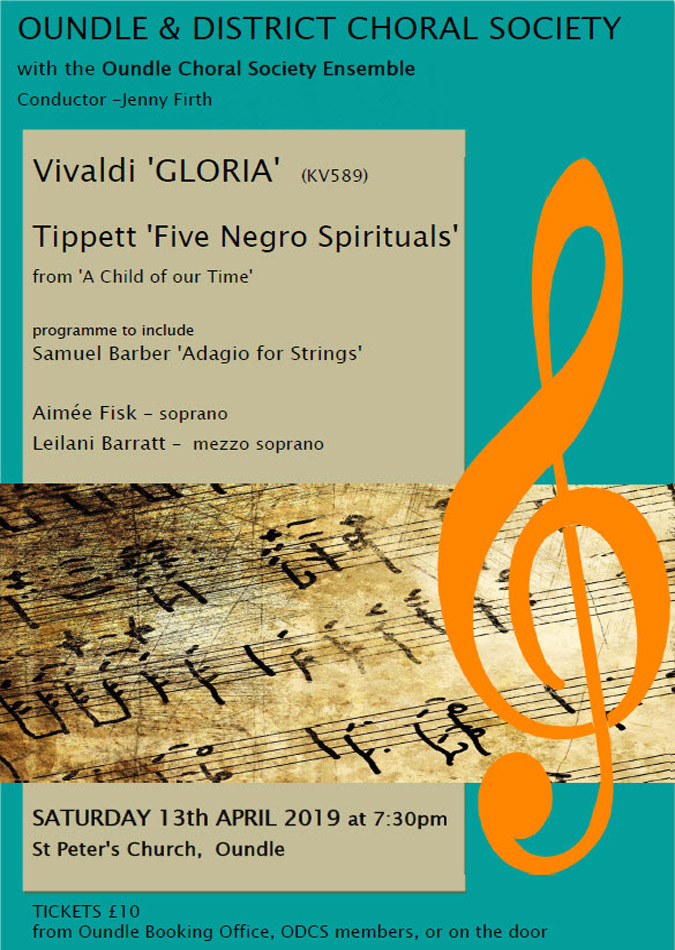 OUNDLE & DISTRICT CHORAL SOCIETY
with the Oundle Choral Society Ensemble
Conductor –Jenny Firth
Vivaldi 'GLORIA' (KV589)
Tippett 'Five Negro Spirituals'
from 'A Child of our Time'
programme to include
Samuel Barber 'Adagio for Strings'
Aimée Fisk – soprano
Leilani Barratt – mezzo soprano
SATURDAY 13th APRIL 2019 at 7:30pm
St Peter's Church, Oundle
TICKETS £10
from Oundle Booking Office, ODCS members, or on the door